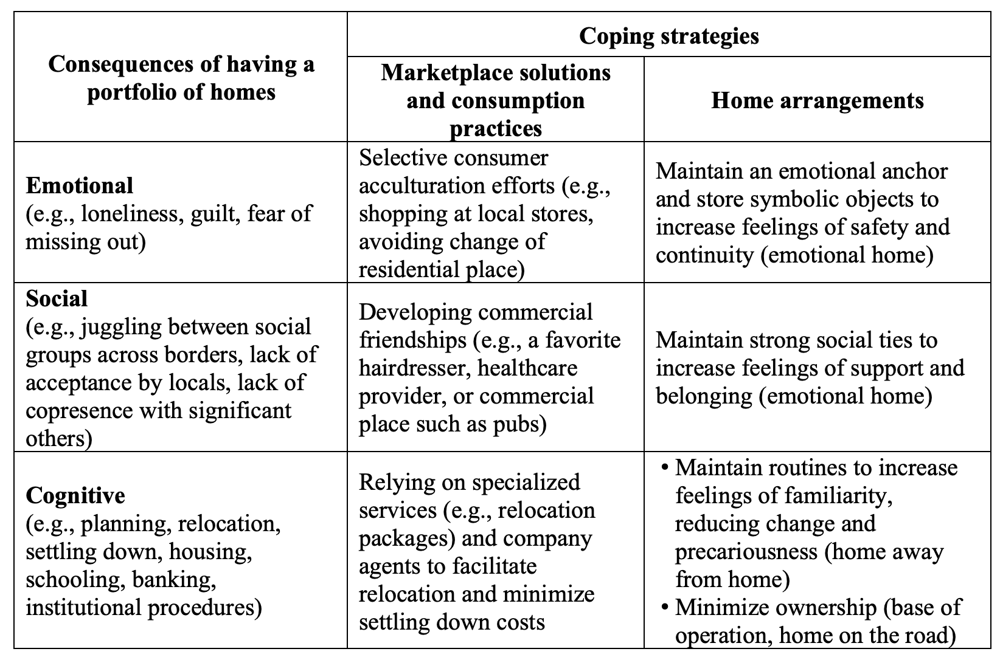 Consequences of having a
portfolio of homes
Coping strategies
Marketplace solutions
and consumption
practices
Home arrangements
Emotional
(e.g., loneliness, guilt, fear of
missing out)
Selective consumer
acculturation efforts (e.g.,
shopping at local stores,
avoiding change of
residential place)
Maintain an emotional anchor
and store symbolic objects to
increase feelings of safety and
continuity (emotional home)
Social
(e.g., juggling between social
groups across borders, lack of
acceptance by locals, lack of
copresence with significant
others)
Developing commercial
friendships (e.g., a favorite
hairdresser, healthcare
provider, or commercial
place such as pubs)
Maintain strong social ties to
increase feelings of support and
belonging (emotional home)
Cognitive
(e.g., planning, relocation,
settling down, housing,
schooling, banking,
institutional procedures)
Relying on specialized
services (e.g., relocation
packages) and company
agents to facilitate
relocation and minimize
settling down costs
• Maintain routines to increase
feelings of familiarity,
reducing change and
precariousness (home away
from home)
• Minimize ownership (base of
operation, home on the road)